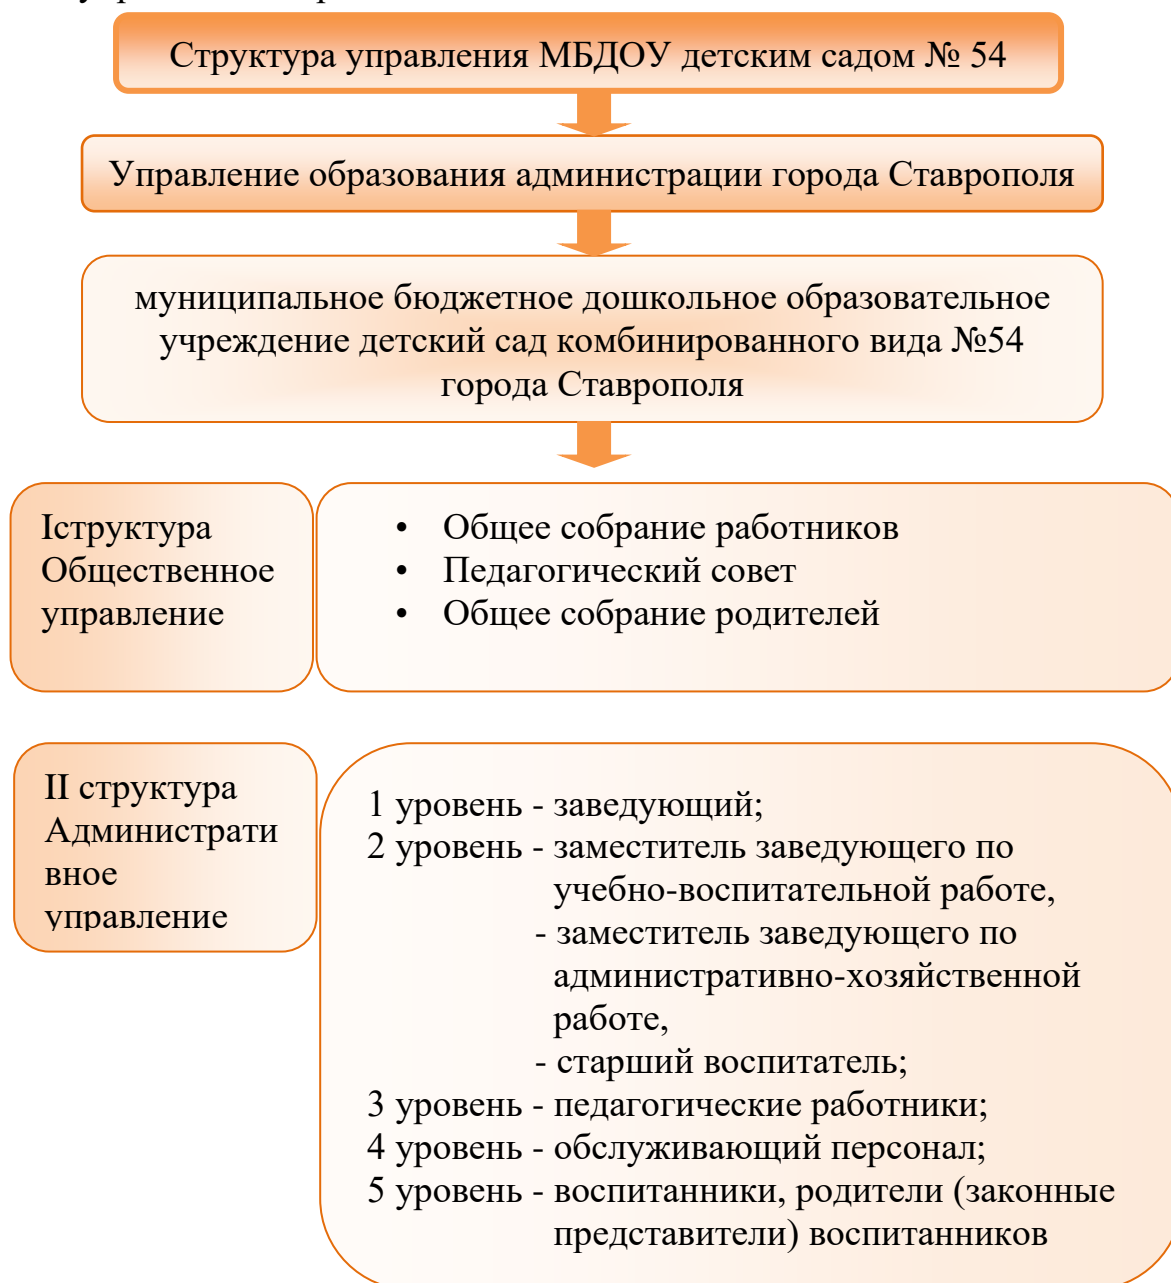 Структура управления МБДОУ детским садом № 54
Управление образования администрации города Ставрополя
муниципальное бюджетное дошкольное образовательное
учреждение детский сад комбинированного вида №54
города Ставрополя
Iструктура
Общественное
управление
• Общее собрание работников
• Педагогический совет
• Общее собрание родителей
II структура
Администрати
вное
управление
1 уровень - заведующий;
2 уровень - заместитель заведующего по
учебно-воспитательной работе,
- заместитель заведующего по
административно-хозяйственной
работе,
- старший воспитатель;
3 уровень - педагогические работники;
4 уровень - обслуживающий персонал;
5 уровень - воспитанники, родители (законные
представители) воспитанников